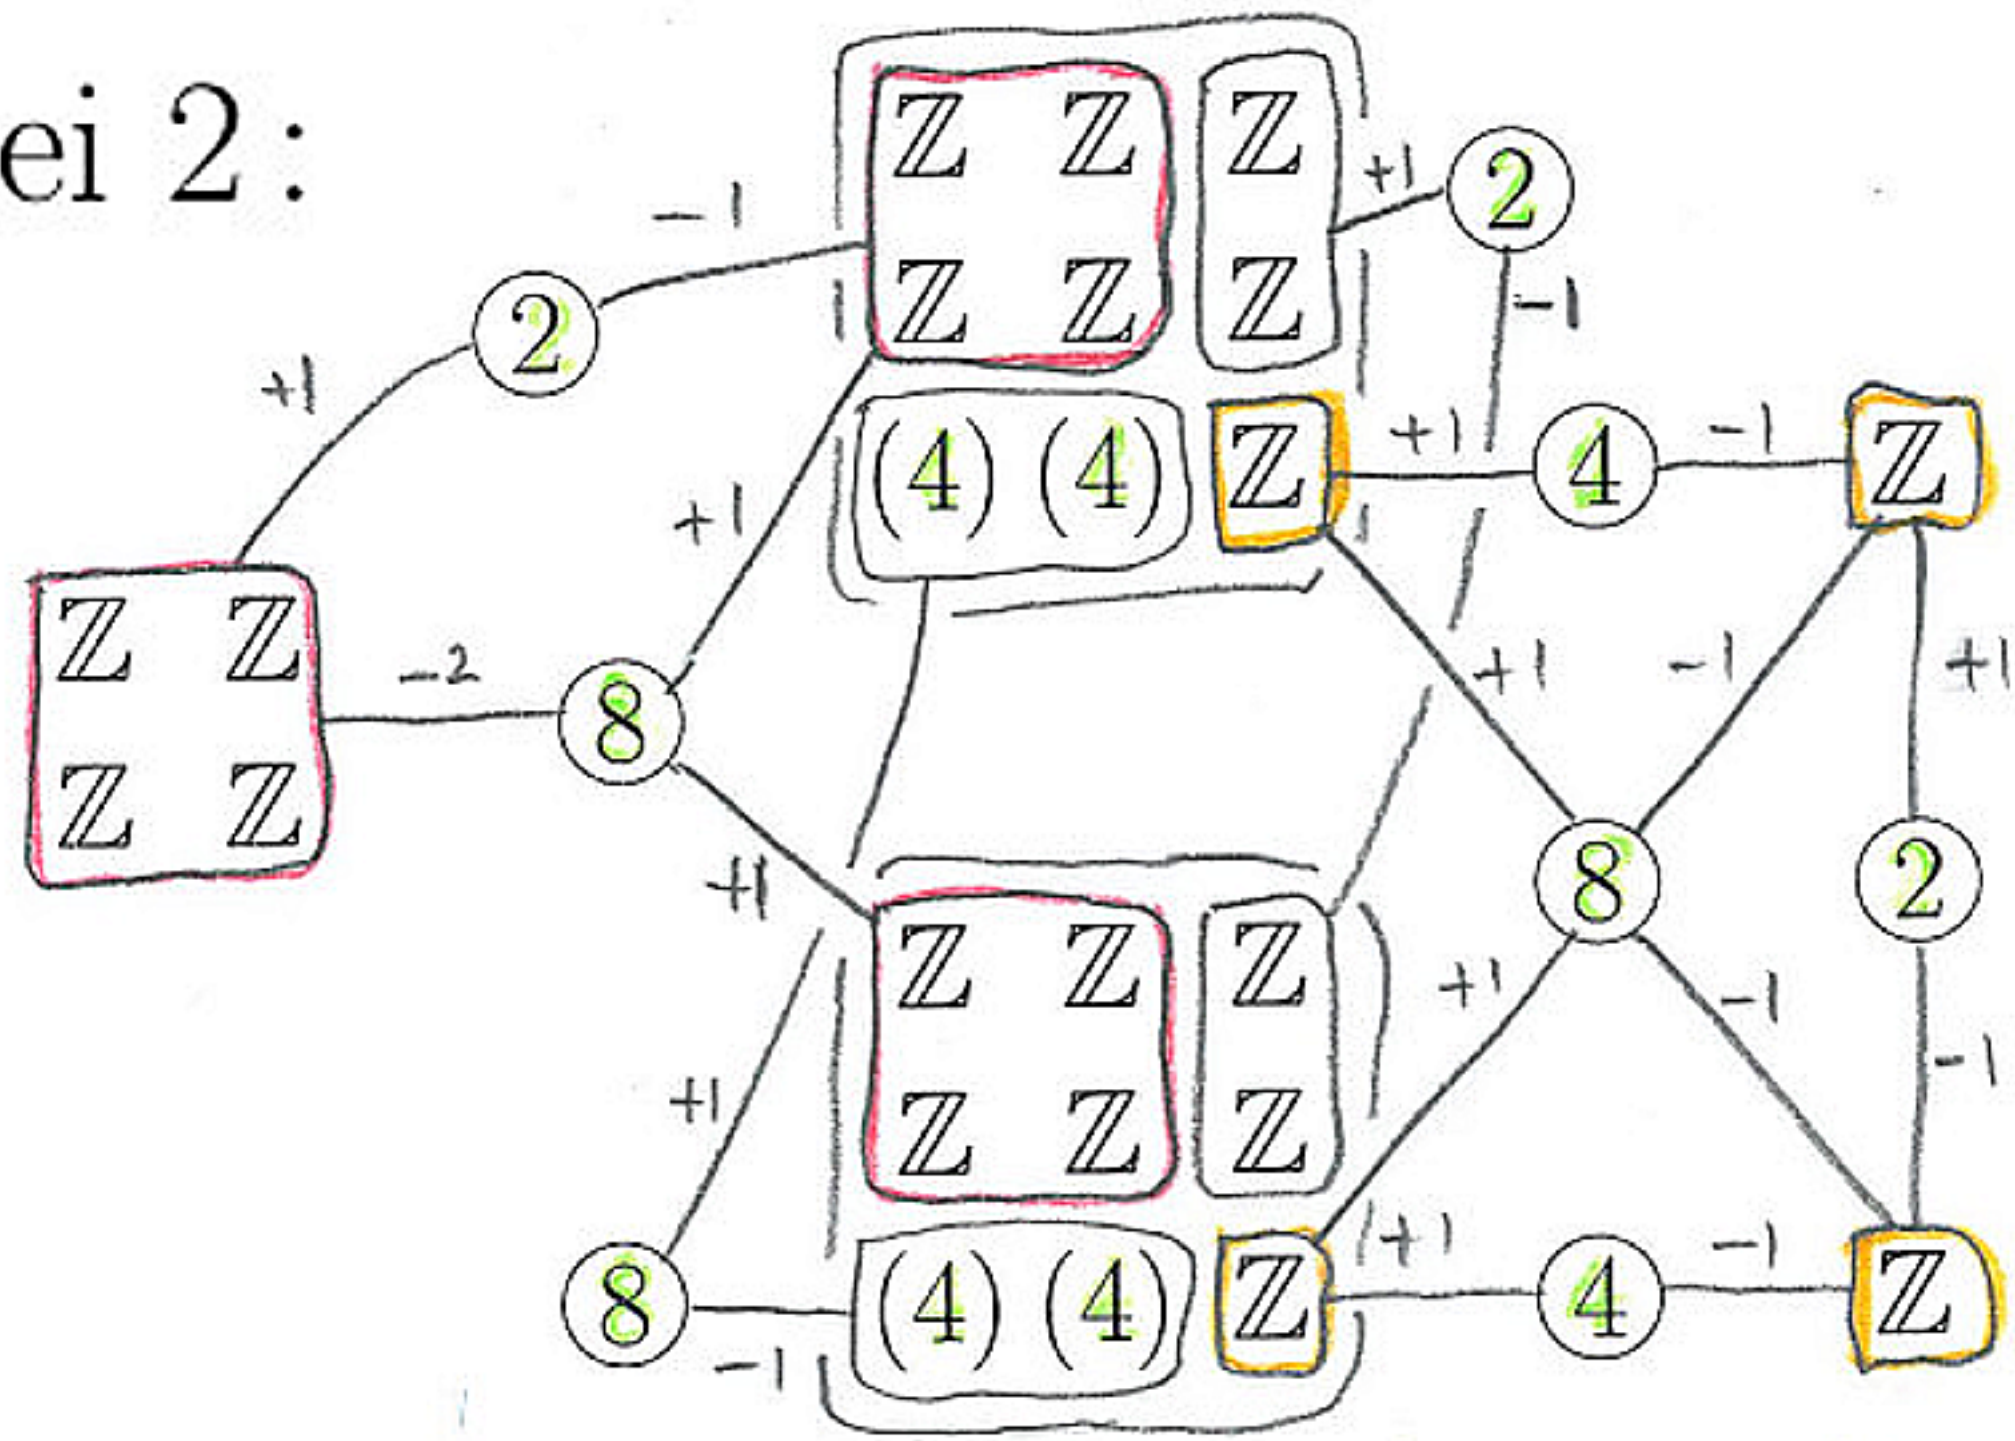 ei 2:
ℤ ℤ ℤ
+1 2
-1
2
ℤ ℤ ℤ
-1
+1
(4) (4) ℤ +1 4 -1 ℤ
+1
ℤ ℤ
-2 8
+1 -1 +1
ℤ ℤ
+1
8 2
ℤ ℤ ℤ
+1 -1
-1
+1
ℤ ℤ ℤ
8 -1 (4) (4) ℤ +1 4 -1 ℤ